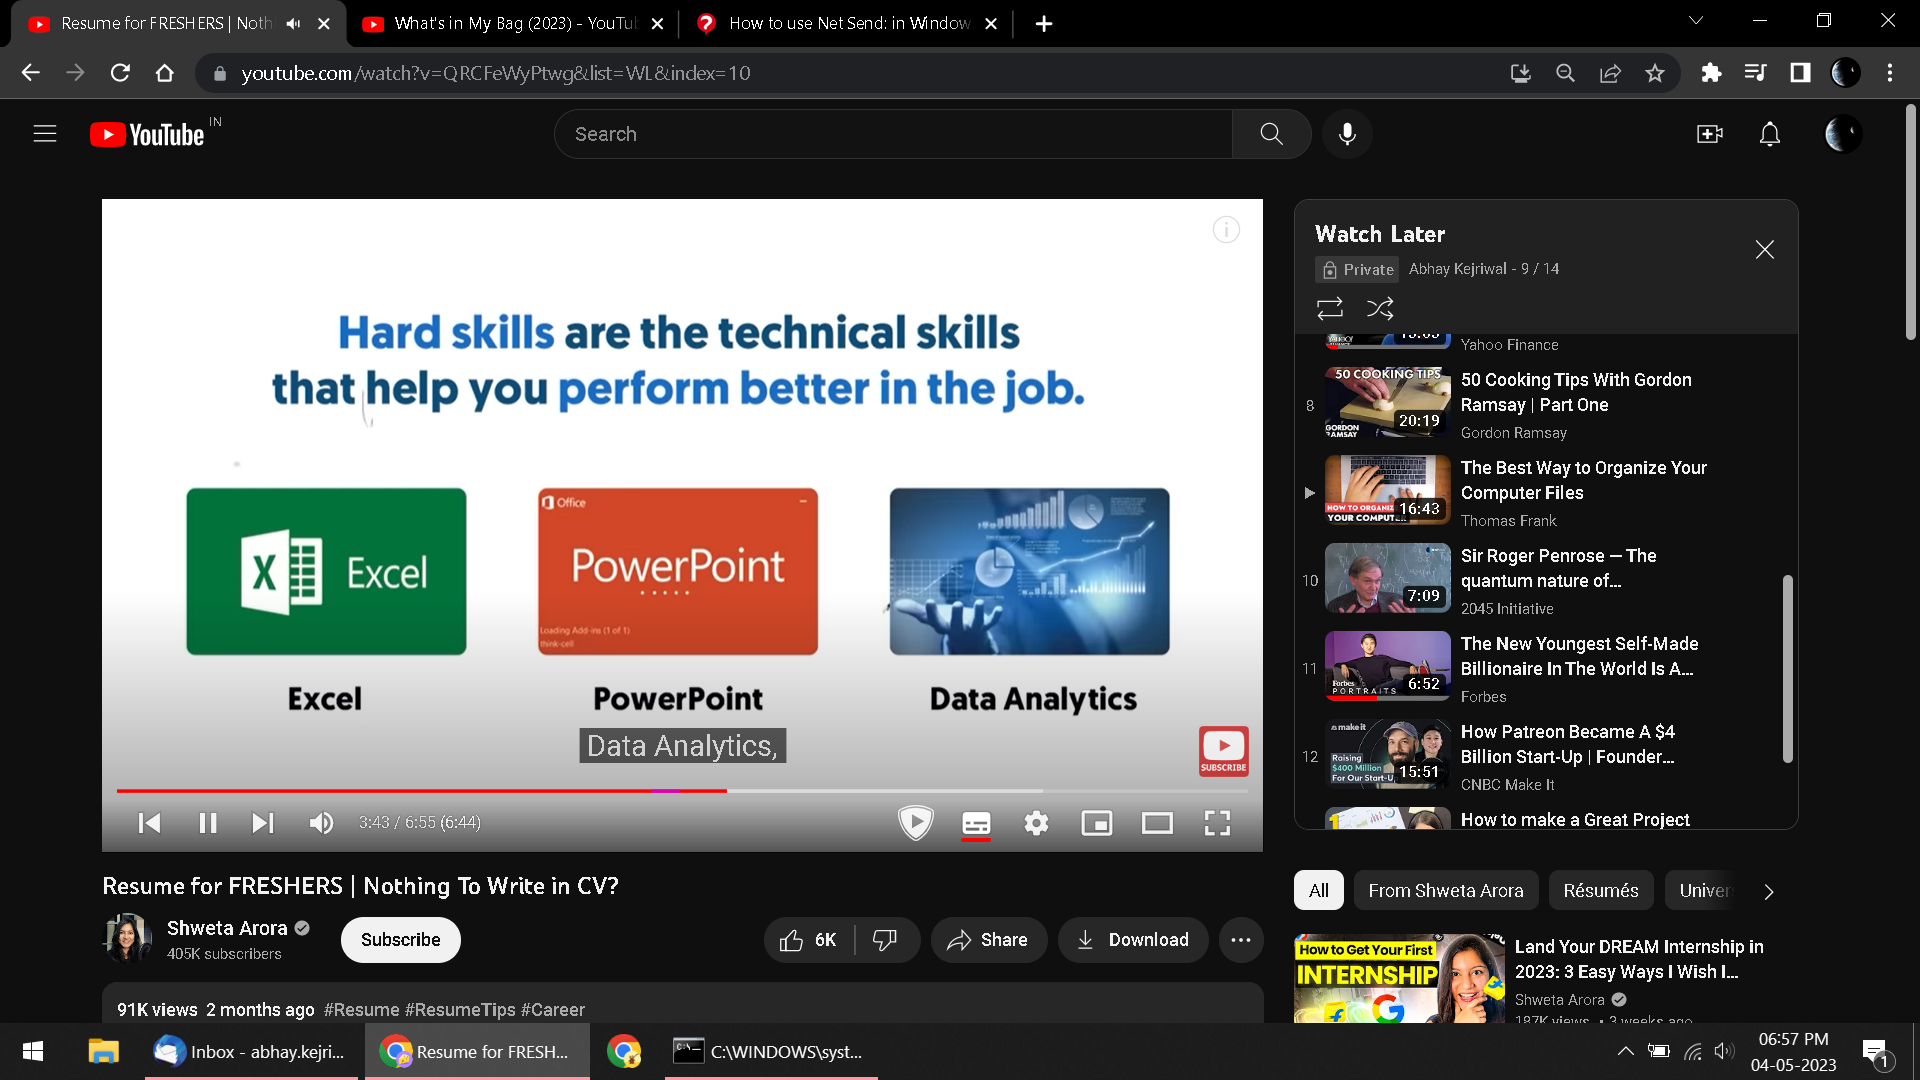 Resume for FRESHERS | Noth
What's in My Bag (2023) - YouTu
How to use Net Send: in Window
youtube.com/watch?v=QRCFeWyPtwg&list=WL&index=10
YouTube IN
Search
Hard skills are the technical skills
that help you perform better in the job.
Excel
Office
PowerPoint
Loading Add-ins (1 of 1)
think-cell
Excel
PowerPoint
Data Analytics
Data Analytics,
SUBSCRIBE
3:43 / 6:55 (6:44)
Resume for FRESHERS | Nothing To Write in CV?
Shweta Arora
405K subscribers
Subscribe
6K
Share
Download
91K views 2 months ago #Resume #ResumeTips #Career
Watch Later
Private
Abhay Kejriwal - 9 / 14
Yahoo Finance
8
50 COOKING TIPS
GORDON
RAMSAY
20:19
50 Cooking Tips With Gordon
Ramsay | Part One
Gordon Ramsay
HOW TO ORGANIZ
YOUR COMPUTE
16:43
The Best Way to Organize Your
Computer Files
Thomas Frank
10
7:09
Sir Roger Penrose — The
quantum nature of...
2045 Initiative
11
Forbes
PORTRAITS
6:52
The New Youngest Self-Made
Billionaire In The World Is A...
Forbes
12
make it
Raising
$400 Million
For Our Start-U
15:51
How Patreon Became A $4
Billion Start-Up | Founder...
CNBC Make It
1
How to make a Great Project
All
From Shweta Arora
Résumés
Univer
How to Get Your First
INTERNSHIP
Land Your DREAM Internship in
2023: 3 Easy Ways I Wish I...
Shweta Arora
187K views • 3 weeks ago
Inbox - abhay.kejri...
Resume for FRESH...
C:\WINDOWS\syst...
06:57 PM
04-05-2023
1